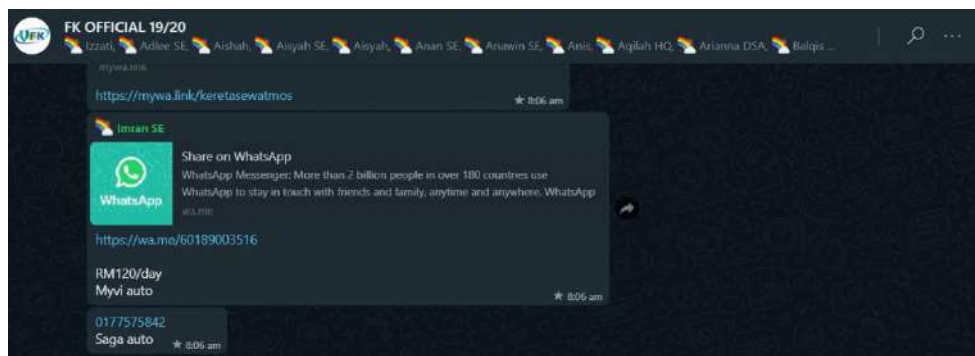 UFK
FK OFFICIAL 19/20
Izzati, Adlee SE, Aishah, Aisyah SE, Aisyah, Anan SE, Anawin SE, Anis, Aqilah HQ, Arianna DSA, Balqis ...
mywa.link
https://mywa.link/keretasewatmos
8:06 am
Imran SE
Share on WhatsApp
WhatsApp Messenger: More than 2 billion people in over 180 countries use
WhatsApp to stay in touch with friends and family, anytime and anywhere. WhatsApp
WhatsApp
wa.me
https://wa.me/60189003516
RM120/day
Myvi auto
8:06 am
0177575842
Saga auto
8:06 am